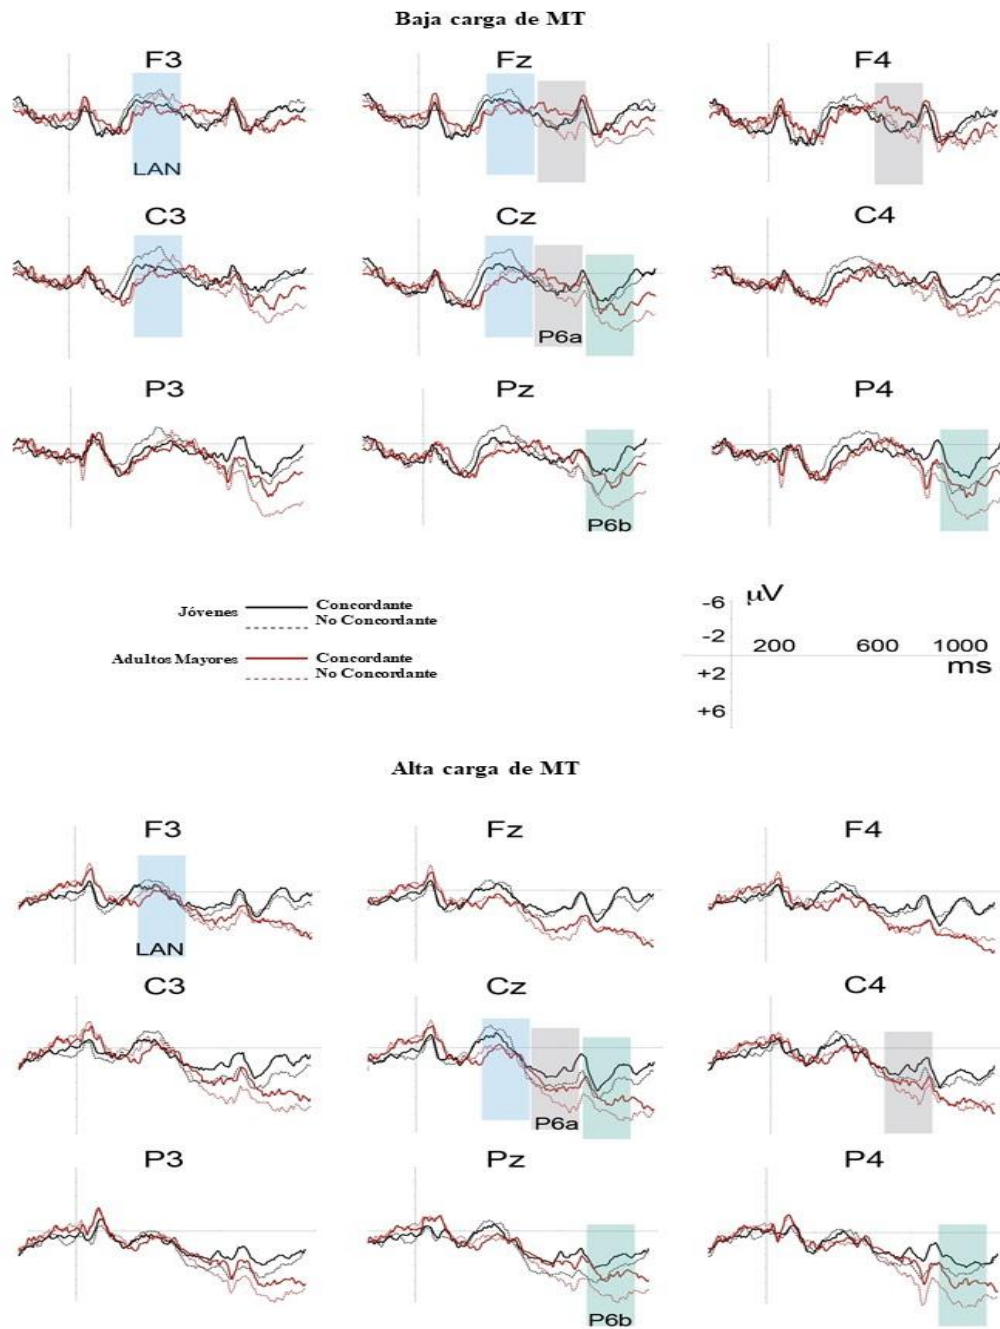 Baja carga de MT
F3 Fz F4
LAN
C3 Cz C4
P6a
P3 Pz P4
P6b
Jóvenes Concordante
No Concordante
Adultos Mayores Concordante
No Concordante
-6 µV
-2 200 600 1000
ms
+2
+6
Alta carga de MT
F3 Fz F4
LAN
C3 Cz C4
P6a
P3 Pz P4
P6b